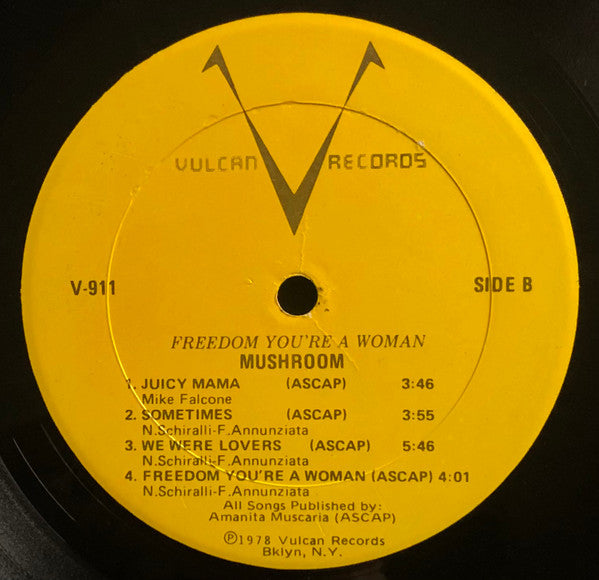 VULCAN RECORDS
V-911
SIDE B
FREEDOM YOU'RE A WOMAN
MUSHROOM
1. JUICY MAMA (ASCAP) 3:46
Mike Falcone
2. SOMETIMES (ASCAP) 3:55
N.Schiralli-F.Annunziata
3. WE WERE LOVERS (ASCAP) 5:46
N.Schiralli-F.Annunziata
4. FREEDOM YOU'RE A WOMAN (ASCAP) 4:01
N.Schiralli-F.Annunziata
All Songs Published by:
Amanita Muscaria (ASCAP)
Ⓟ1978 Vulcan Records
Bklyn, N.Y.